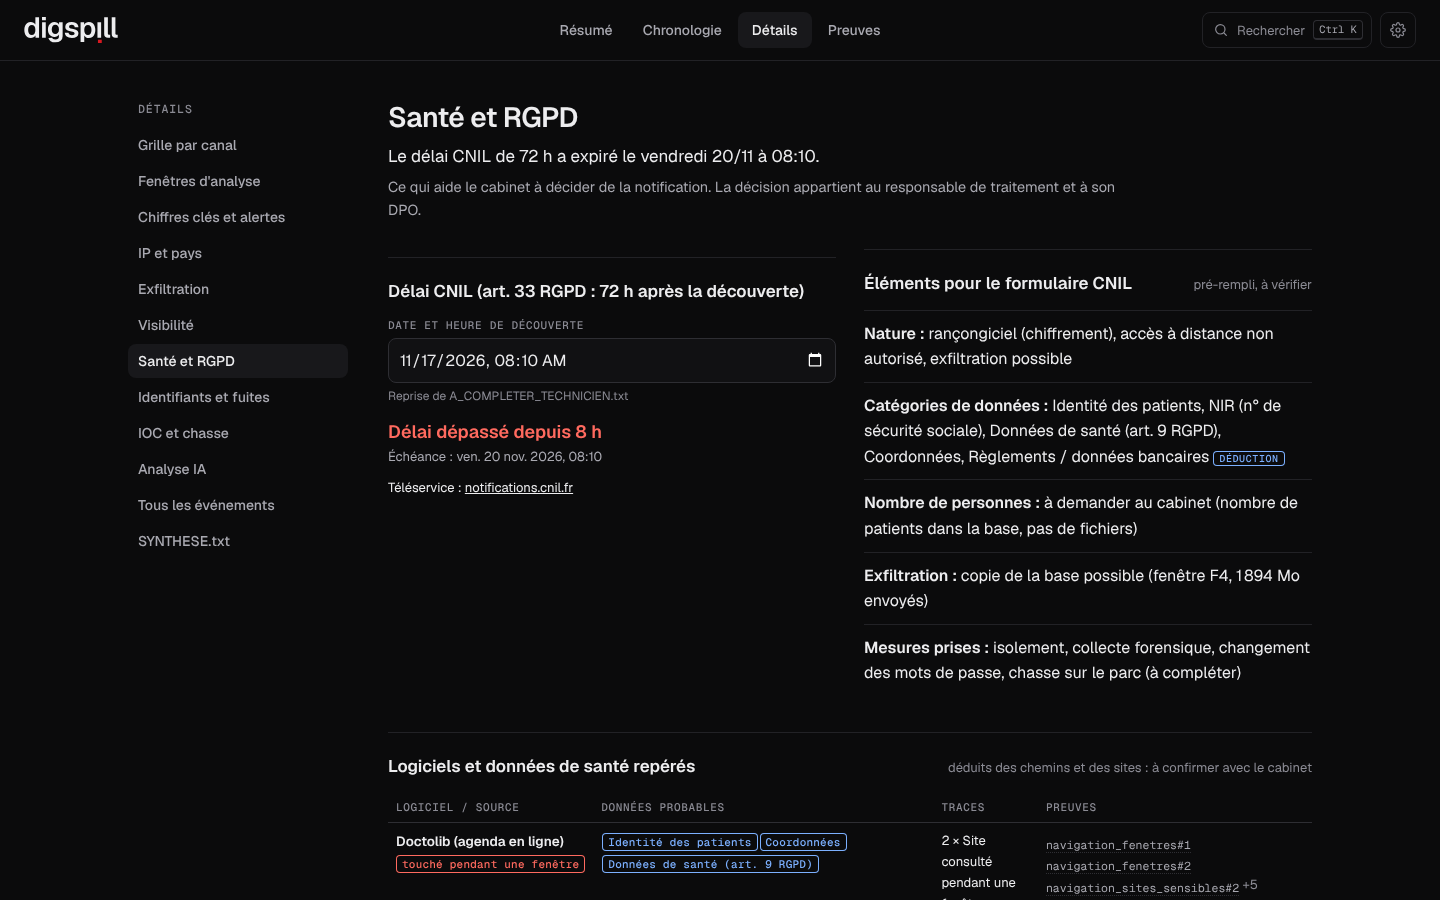 digspill
Résumé
Chronologie
Détails
Preuves
Rechercher
Ctrl K
DÉTAILS
Grille par canal
Fenêtres d'analyse
Chiffres clés et alertes
IP et pays
Exfiltration
Visibilité
Santé et RGPD
Identifiants et fuites
IOC et chasse
Analyse IA
Tous les événements
SYNTHESE.txt
Santé et RGPD
Le délai CNIL de 72 h a expiré le vendredi 20/11 à 08:10.
Ce qui aide le cabinet à décider de la notification. La décision appartient au responsable de traitement et à son
DPO.
Délai CNIL (art. 33 RGPD : 72 h après la découverte)
DATE ET HEURE DE DÉCOUVERTE
11/17/2026, 08:10 AM
Reprise de A_COMPLETER_TECHNICIEN.txt
Délai dépassé depuis 8 h
Échéance : ven. 20 nov. 2026, 08:10
Téléservice : notifications.cnil.fr
Éléments pour le formulaire CNIL
pré-rempli, à vérifier
Nature : rançongiciel (chiffrement), accès à distance non
autorisé, exfiltration possible
Catégories de données : Identité des patients, NIR (n° de
sécurité sociale), Données de santé (art. 9 RGPD),
Coordonnées, Règlements / données bancaires DÉDUCTION
Nombre de personnes : à demander au cabinet (nombre de
patients dans la base, pas de fichiers)
Exfiltration : copie de la base possible (fenêtre F4, 1 894 Mo
envoyés)
Mesures prises : isolement, collecte forensique, changement
des mots de passe, chasse sur le parc (à compléter)
Logiciels et données de santé repérés
déduits des chemins et des sites : à confirmer avec le cabinet
LOGICIEL / SOURCE
DONNÉES PROBABLES
TRACES
PREUVES
Doctolib (agenda en ligne)
touché pendant une fenêtre
Identité des patients
Coordonnées
Données de santé (art. 9 RGPD)
2 × Site
consulté
pendant une
navigation_fenetres#1
navigation_fenetres#2
navigation_sites_sensibles#2 +5